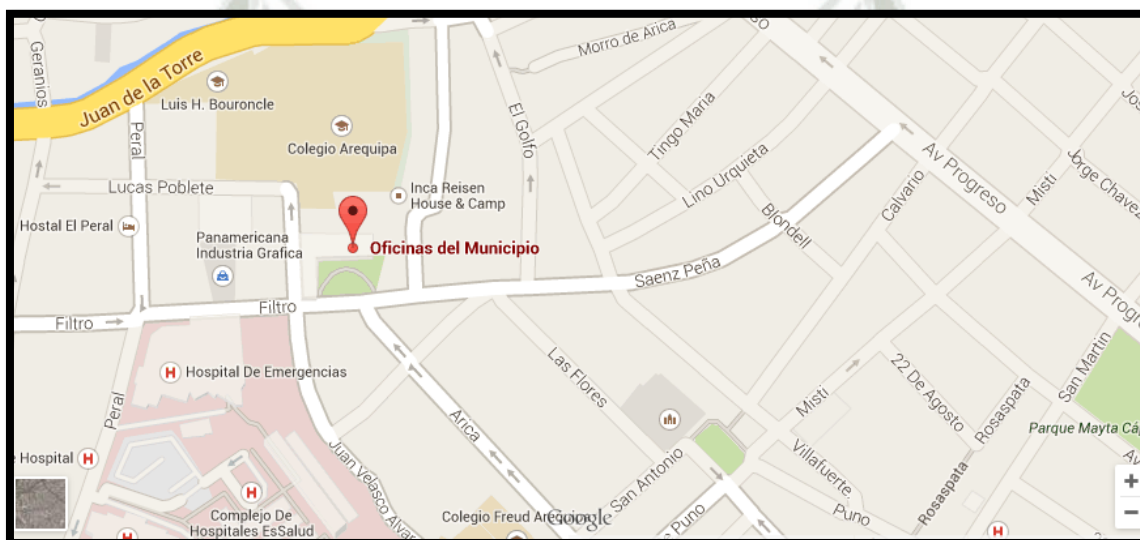 Geranios
Juan de la Torre
Luis H. Bouroncle
Colegio Arequipa
Peral
Lucas Poblete
Hostal El Peral
Panamericana
Industria Grafica
Inca Reisen
House & Camp
Oficinas del Municipio
El Golfo
Morro de Arica
Tingo Maria
Lino Urquieta
Blondell
Av Progreso
Calvario
Misti
Jorge Chavez
Saenz Peña
Filtro
Filtro
Hospital De Emergencias
Peral
Las Flores
Arica
Misti
22 De Agosto
San Martin
Rosaspata
Parque Mayta Cáp
Villafuerte
San Antonio
Rosaspata
Puno
Puno
Hospital
Complejo De
Hospitales EsSalud
Juan Velasco Alvar
Colegio Freud Arequipa
Google